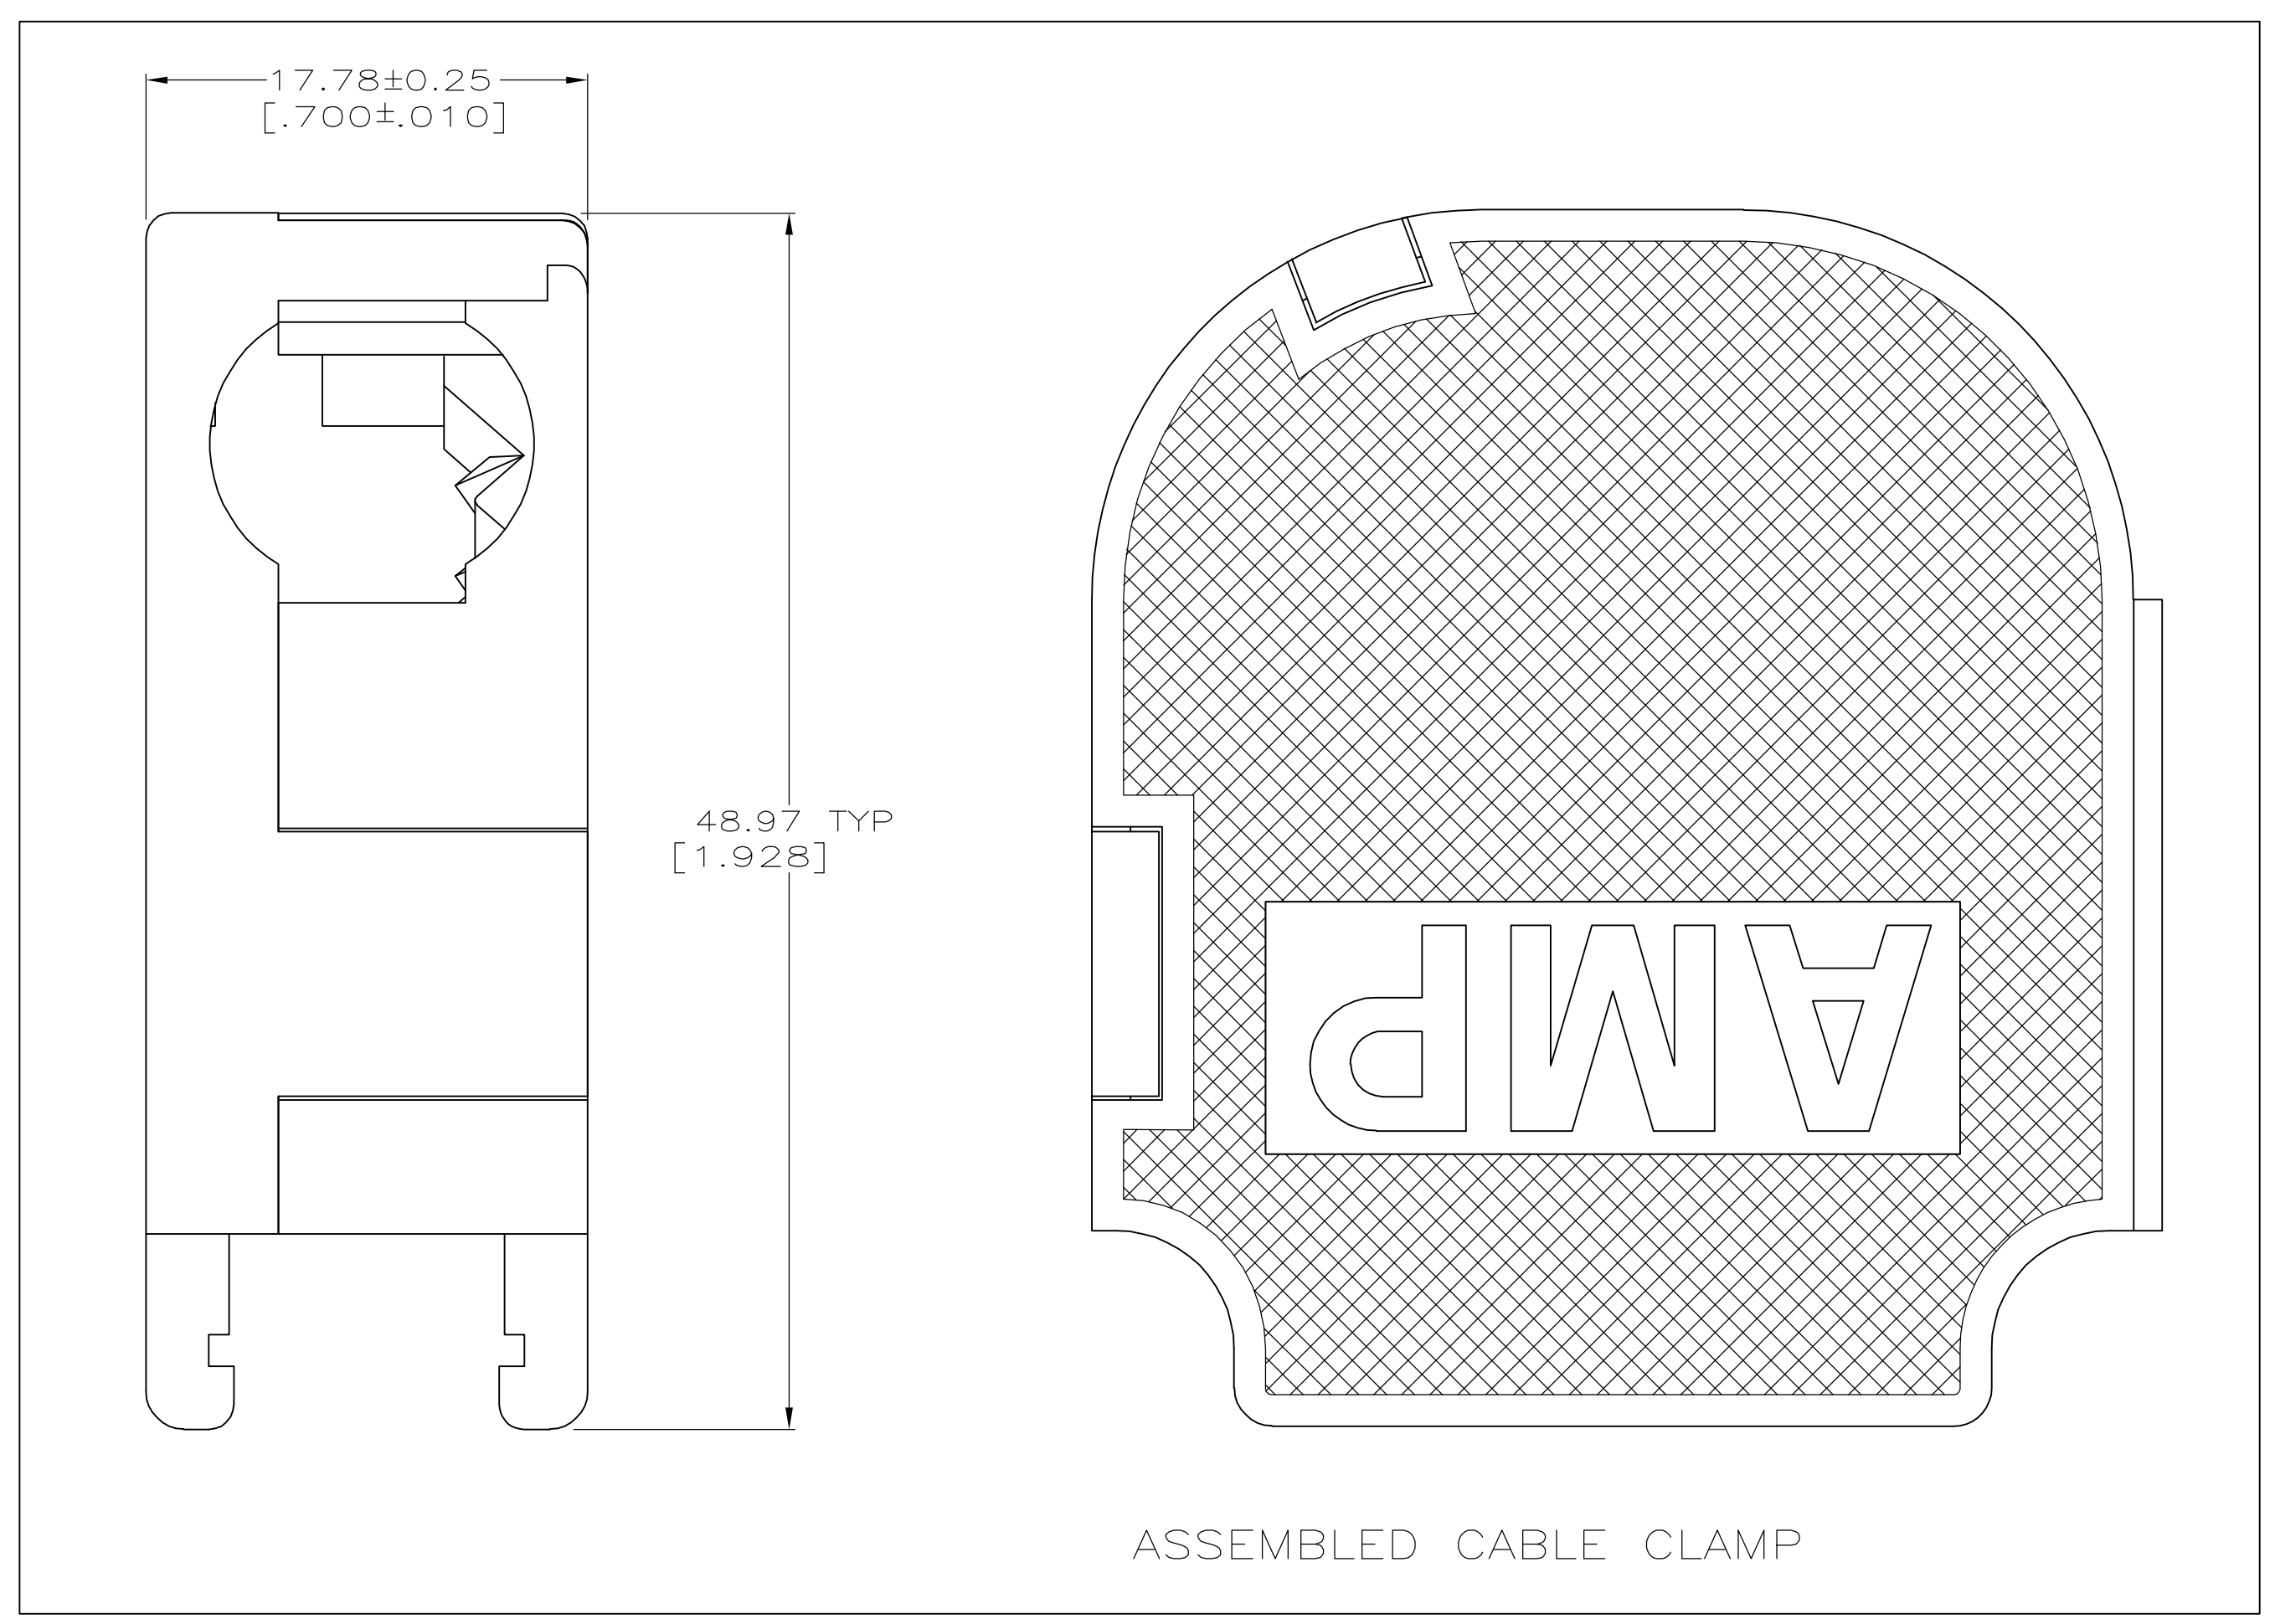 17.78±0.25
[.700±.010]
48.97 TYP
[1.928]
AMP
ASSEMBLED CABLE CLAMP